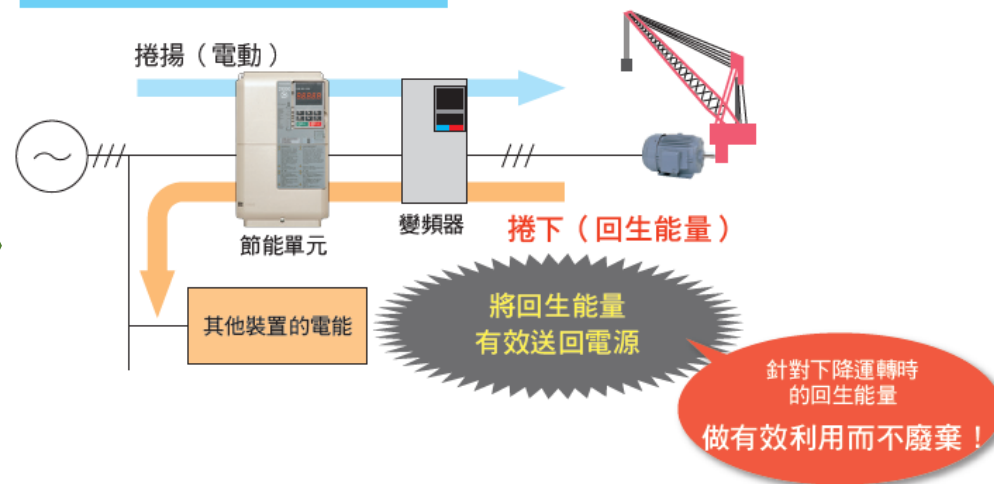 捲揚（電動）
節能單元
變頻器
捲下（回生能量）
其他裝置的電能
將回生能量
有效送回電源
針對下降運轉時
的回生能量
做有效利用而不廢棄！